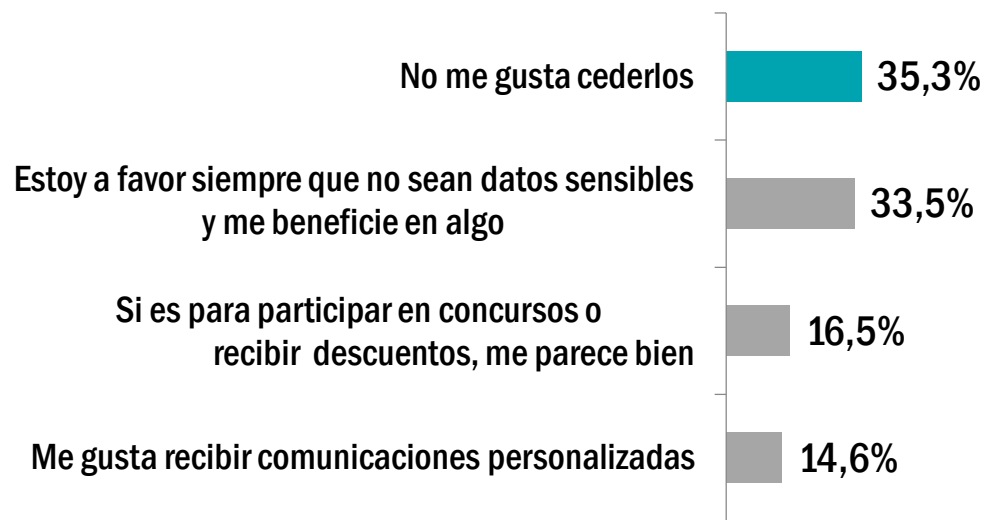 No me gusta cederlos
35,3%
Estoy a favor siempre que no sean datos sensibles
y me beneficie en algo
33,5%
Si es para participar en concursos o
recibir descuentos, me parece bien
16,5%
Me gusta recibir comunicaciones personalizadas
14,6%